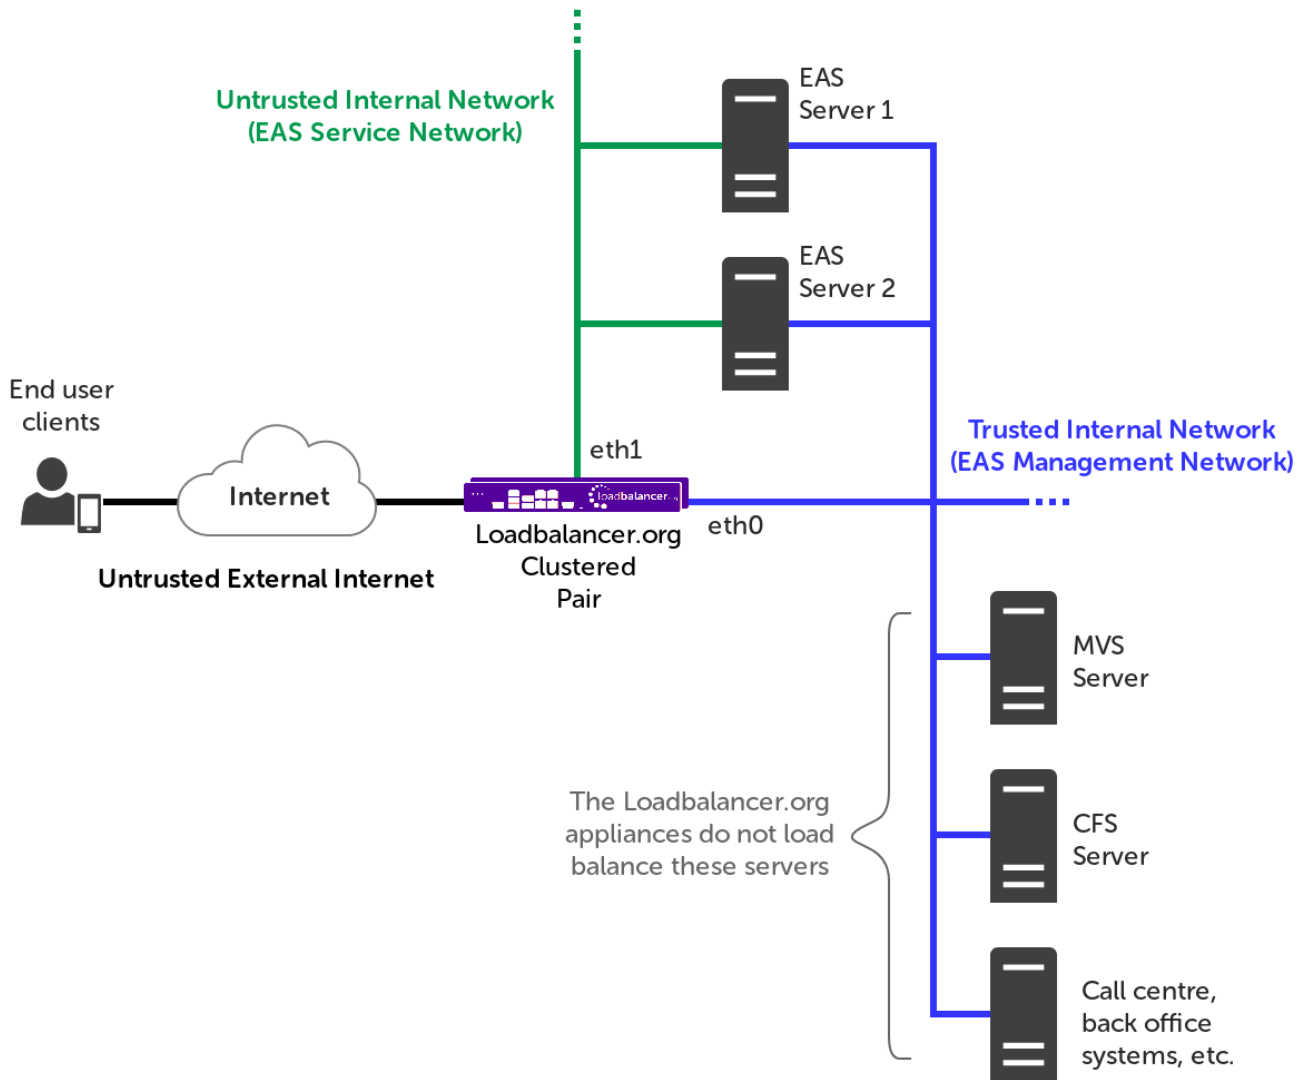 Untrusted Internal Network
(EAS Service Network)
EAS
Server 1
EAS
Server 2
End user
clients
Internet
Untrusted External Internet
eth1
loadbalancer
Loadbalancer.org
Clustered
Pair
eth0
Trusted Internal Network
(EAS Management Network)
MVS
Server
The Loadbalancer.org
appliances do not load
balance these servers
CFS
Server
Call centre,
back office
systems, etc.